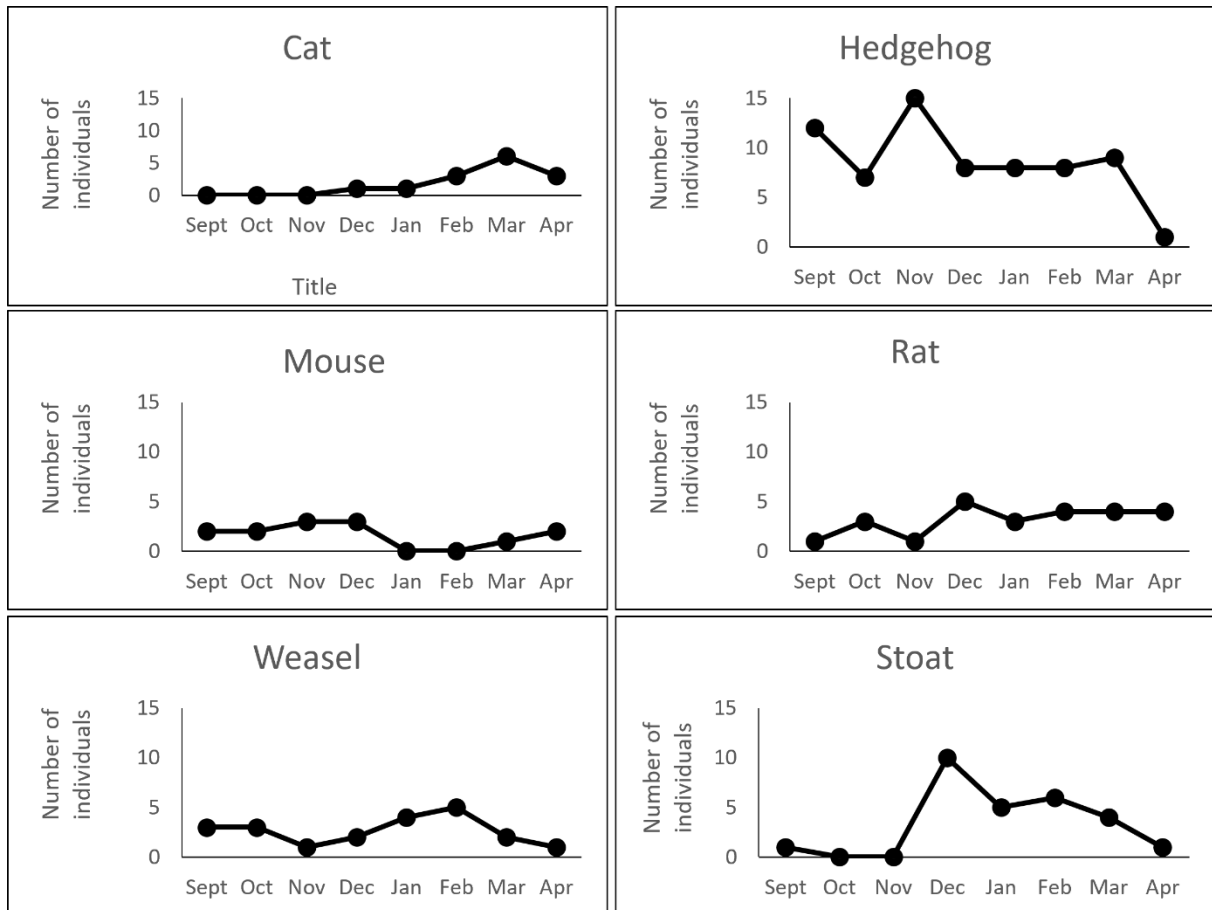 Cat
Number of
individuals
15
10
5
0
Sept Oct Nov Dec Jan Feb Mar Apr
Title
Hedgehog
Number of
individuals
15
10
5
0
Sept Oct Nov Dec Jan Feb Mar Apr
Mouse
Number of
individuals
15
10
5
0
Sept Oct Nov Dec Jan Feb Mar Apr
Rat
Number of
individuals
15
10
5
0
Sept Oct Nov Dec Jan Feb Mar Apr
Weasel
Number of
individuals
15
10
5
0
Sept Oct Nov Dec Jan Feb Mar Apr
Stoat
Number of
individuals
15
10
5
0
Sept Oct Nov Dec Jan Feb Mar Apr